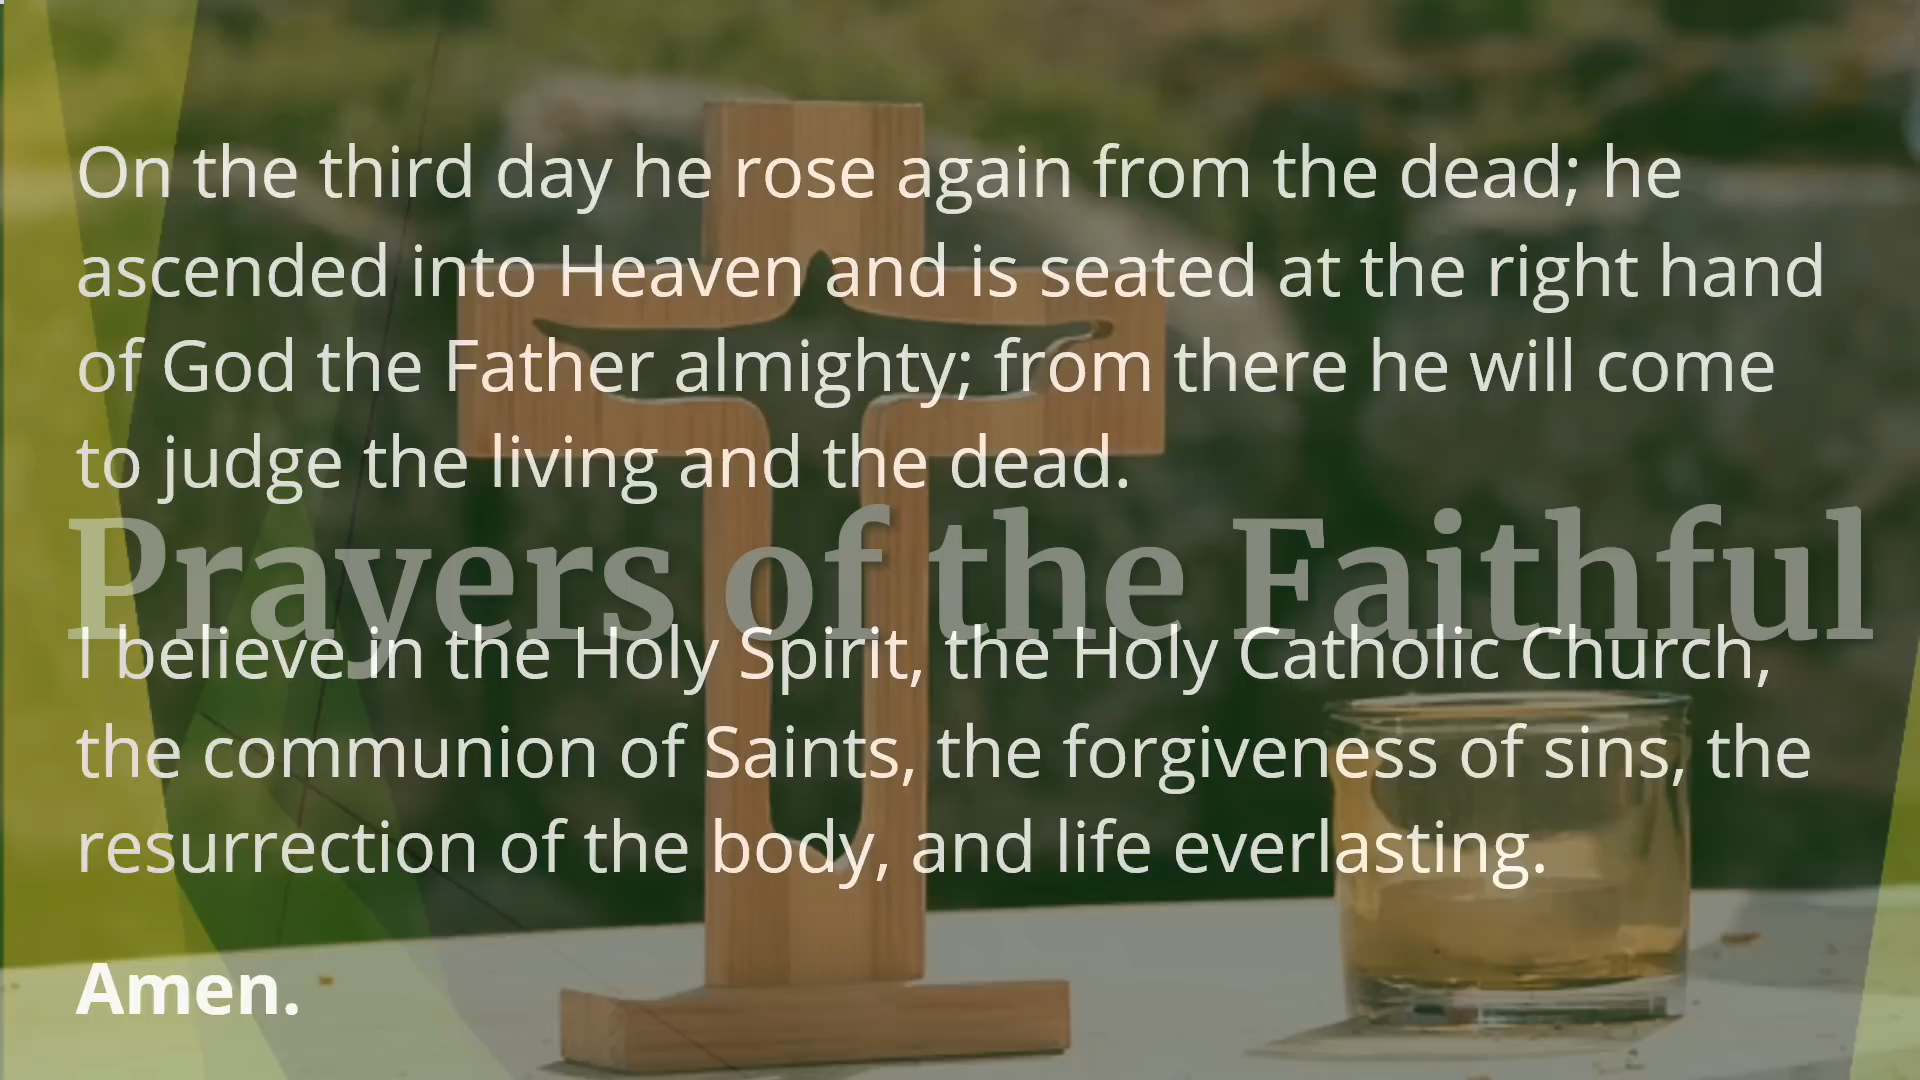 On the third day he rose again from the dead; he
ascended into Heaven and is seated at the right hand
of God the Father almighty; from there he will come
to judge the living and the dead.
Prayers of the Faithful
I believe in the Holy Spirit, the Holy Catholic Church,
the communion of Saints, the forgiveness of sins, the
resurrection of the body, and life everlasting.
Amen.